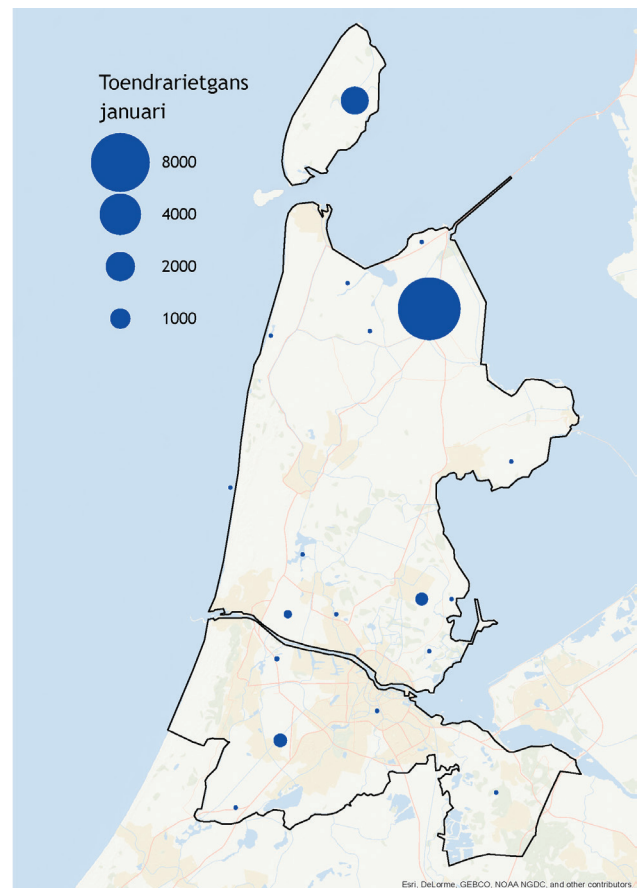 Toendrarietgans
januari
8000
4000
2000
1000
Esri, DeLorme, GEBCO, NOAA NGDC, and other contributors